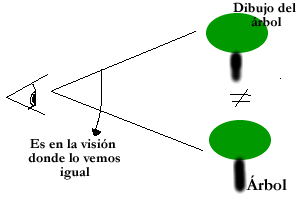 Dibujo del
árbol
≠
Es en la visión
donde lo vemos
igual
Árbol